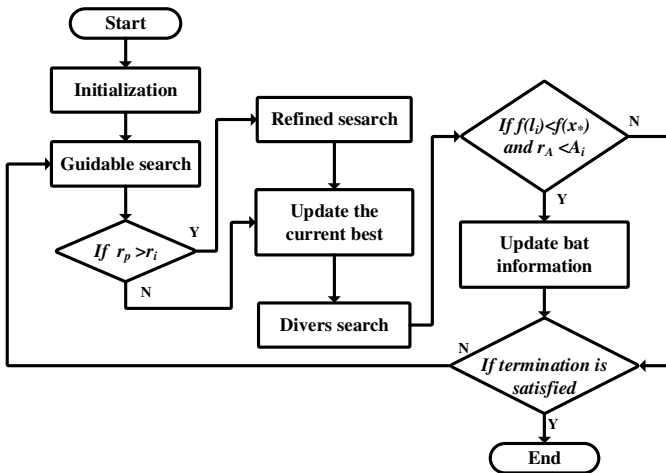 Start
Initialization
Guidable search
If r_p >r_i
Y
N
Refined sesarch
Update the
current best
Divers search
If f(l_i)<f(x_*)
and r_A <A_i
N
Y
Update bat
information
If termination is
satisfied
N
Y
End